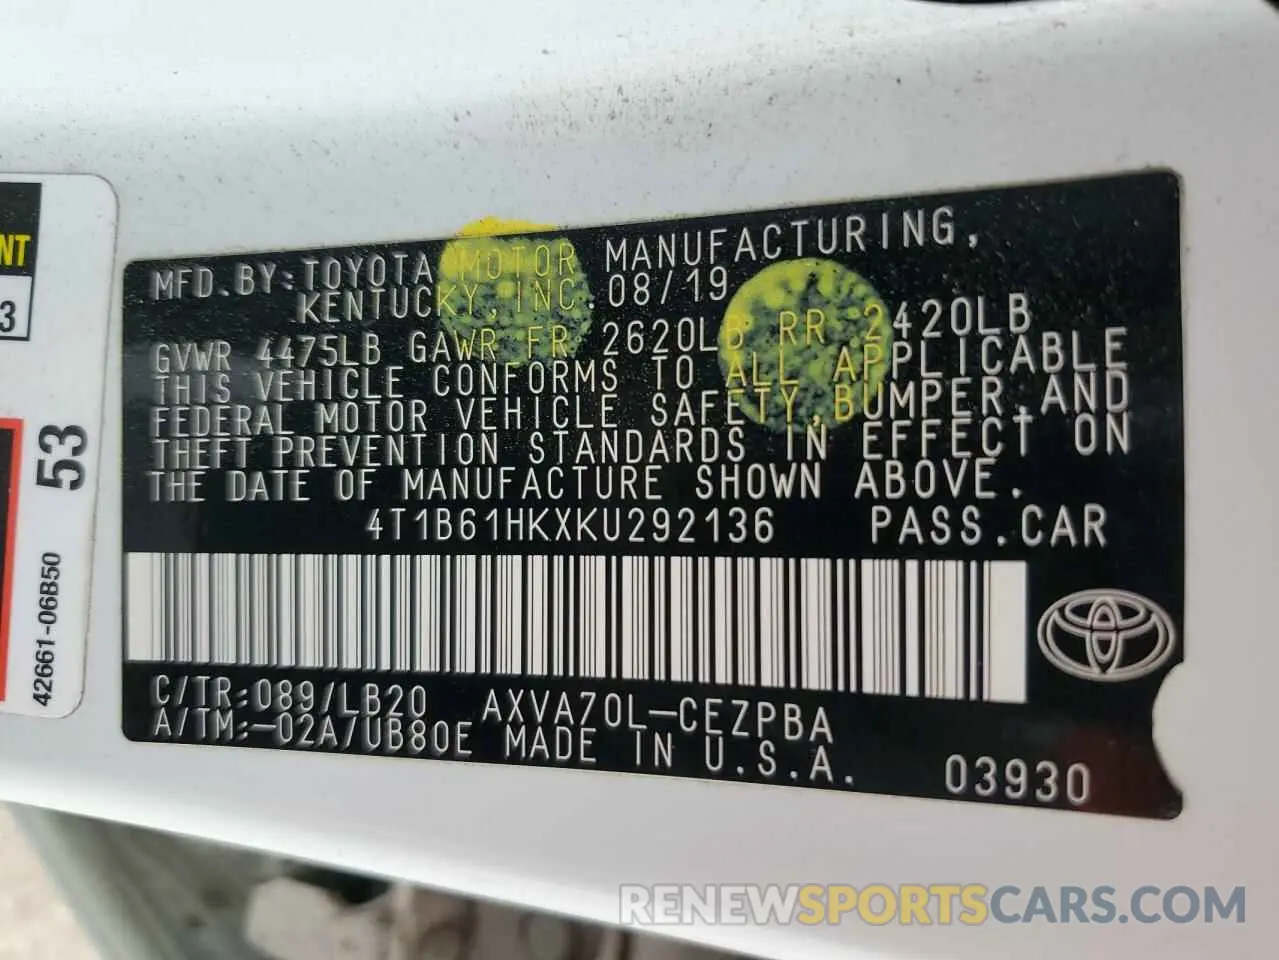 NT
3
53
42661-06B50
MFD.BY:TOYOTA MOTOR MANUFACTURING,
KENTUCKY,INC. 08/19
GVWR 4475LB GAWR FR 2620LB RR 2420LB
THIS VEHICLE CONFORMS TO ALL APPLICABLE
FEDERAL MOTOR VEHICLE SAFETY,BUMPER,AND
THEFT PREVENTION STANDARDS IN EFFECT ON
THE DATE OF MANUFACTURE SHOWN ABOVE.
4T1B61HKXKU292136 PASS.CAR
C/TR:089/LB20 AXVA70L-CEZPBA
A/TM:-02A/UB80E MADE IN U.S.A.
03930
RENEWSPORTSCARS.COM